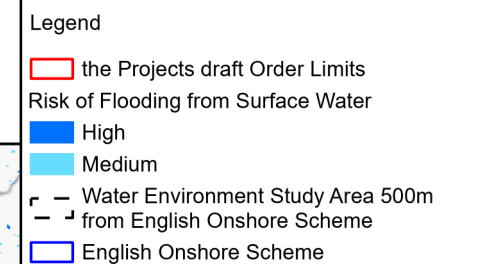 Legend
the Projects draft Order Limits
Risk of Flooding from Surface Water
High
Medium
Water Environment Study Area 500m
from English Onshore Scheme
English Onshore Scheme